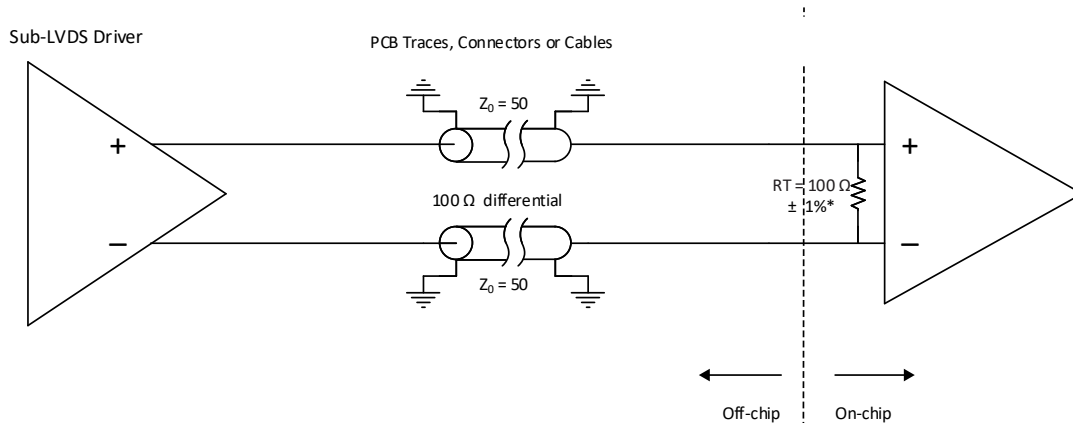 Sub-LVDS Driver
PCB Traces, Connectors or Cables
Z₀ = 50
+
+
RT = 100 Ω
± 1%*
100 Ω differential
−
−
Z₀ = 50
Off-chip
On-chip